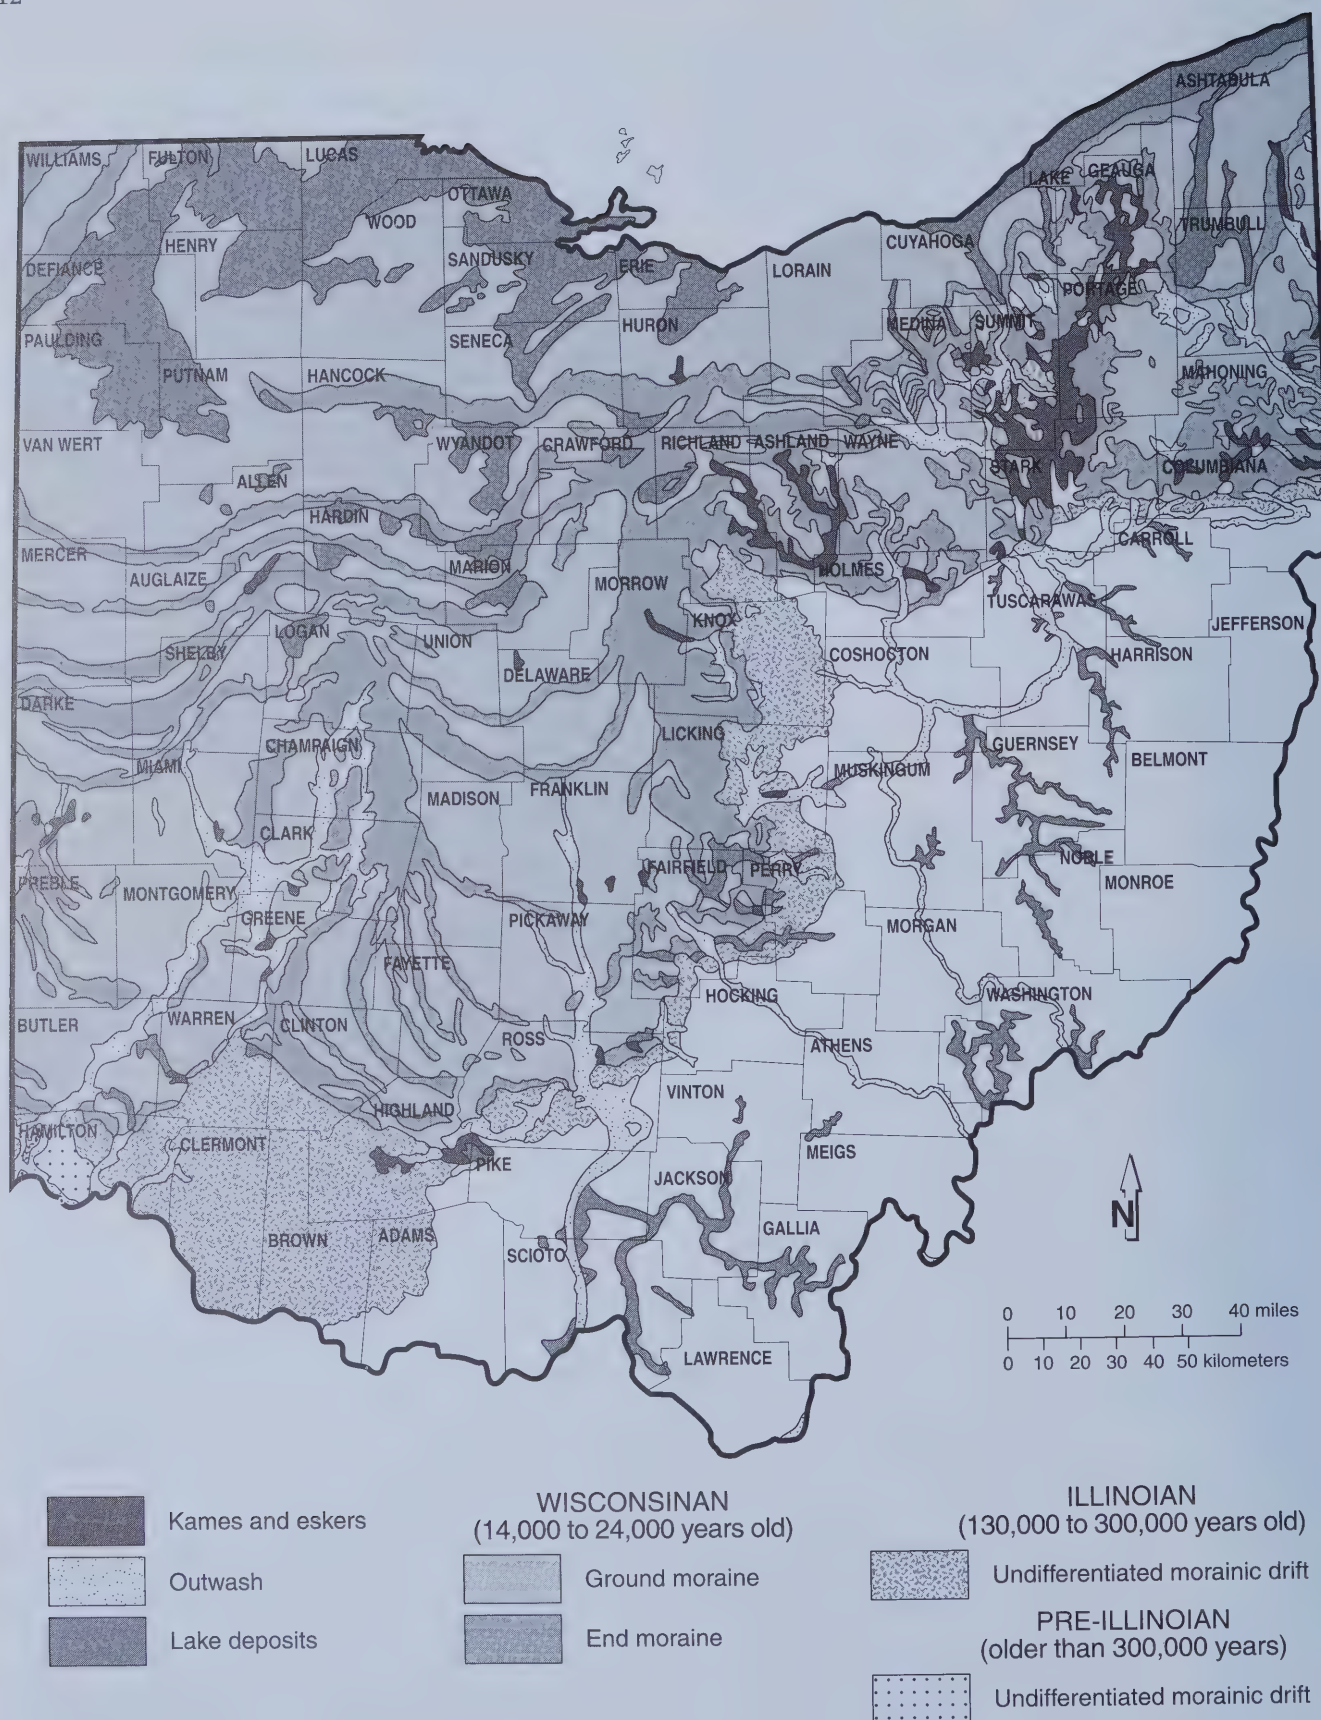 12
ASHTABULA
WILLIAMS FULTON LUCAS
LAKE GEAUGA
OTTAWA
WOOD
TRUMBULL
HENRY
CUYAHOGA
SANDUSKY
DEFIANCE
ERIE
LORAIN
PORTAGE
HURON
MEDINA SUMMIT
PAULDING
SENECA
PUTNAM
HANCOCK
MAHONING
VAN WERT
WYANDOT CRAWFORD RICHLAND ASHLAND WAYNE
STARK
COLUMBIANA
ALLEN
HARDIN
CARROLL
MERCER
MARION
HOLMES
AUGLAIZE
MORROW
TUSCARAWAS
KNOX
JEFFERSON
LOGAN
UNION
SHELBY
COSHOCTON
HARRISON
DELAWARE
DARKE
LICKING
CHAMPAIGN
GUERNSEY
MIAMI
MUSKINGUM
BELMONT
FRANKLIN
MADISON
CLARK
NOBLE
FAIRFIELD PERRY
PREBLE
MONROE
MONTGOMERY
GREENE
PICKAWAY
MORGAN
FAYETTE
HOCKING
WASHINGTON
WARREN
BUTLER
CLINTON
ROSS
ATHENS
VINTON
HIGHLAND
HAMILTON
CLERMONT
MEIGS
PIKE
JACKSON
GALLIA
ADAMS
BROWN
SCIOTO
LAWRENCE
N
0 10 20 30 40 miles
0 10 20 30 40 50 kilometers
Kames and eskers
Outwash
Lake deposits
WISCONSINAN
(14,000 to 24,000 years old)
Ground moraine
End moraine
ILLINOIAN
(130,000 to 300,000 years old)
Undifferentiated morainic drift
PRE-ILLINOIAN
(older than 300,000 years)
Undifferentiated morainic drift